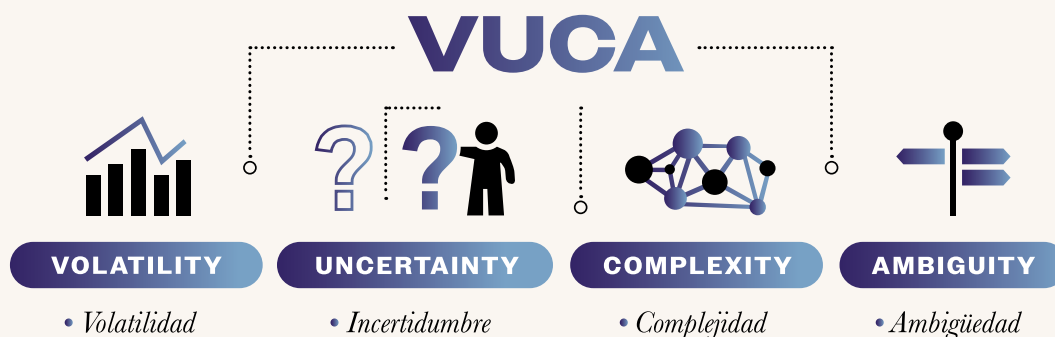 VUCA
? ?
VOLATILITY UNCERTAINTY COMPLEXITY AMBIGUITY
• Volatilidad • Incertidumbre • Complejidad • Ambigüedad